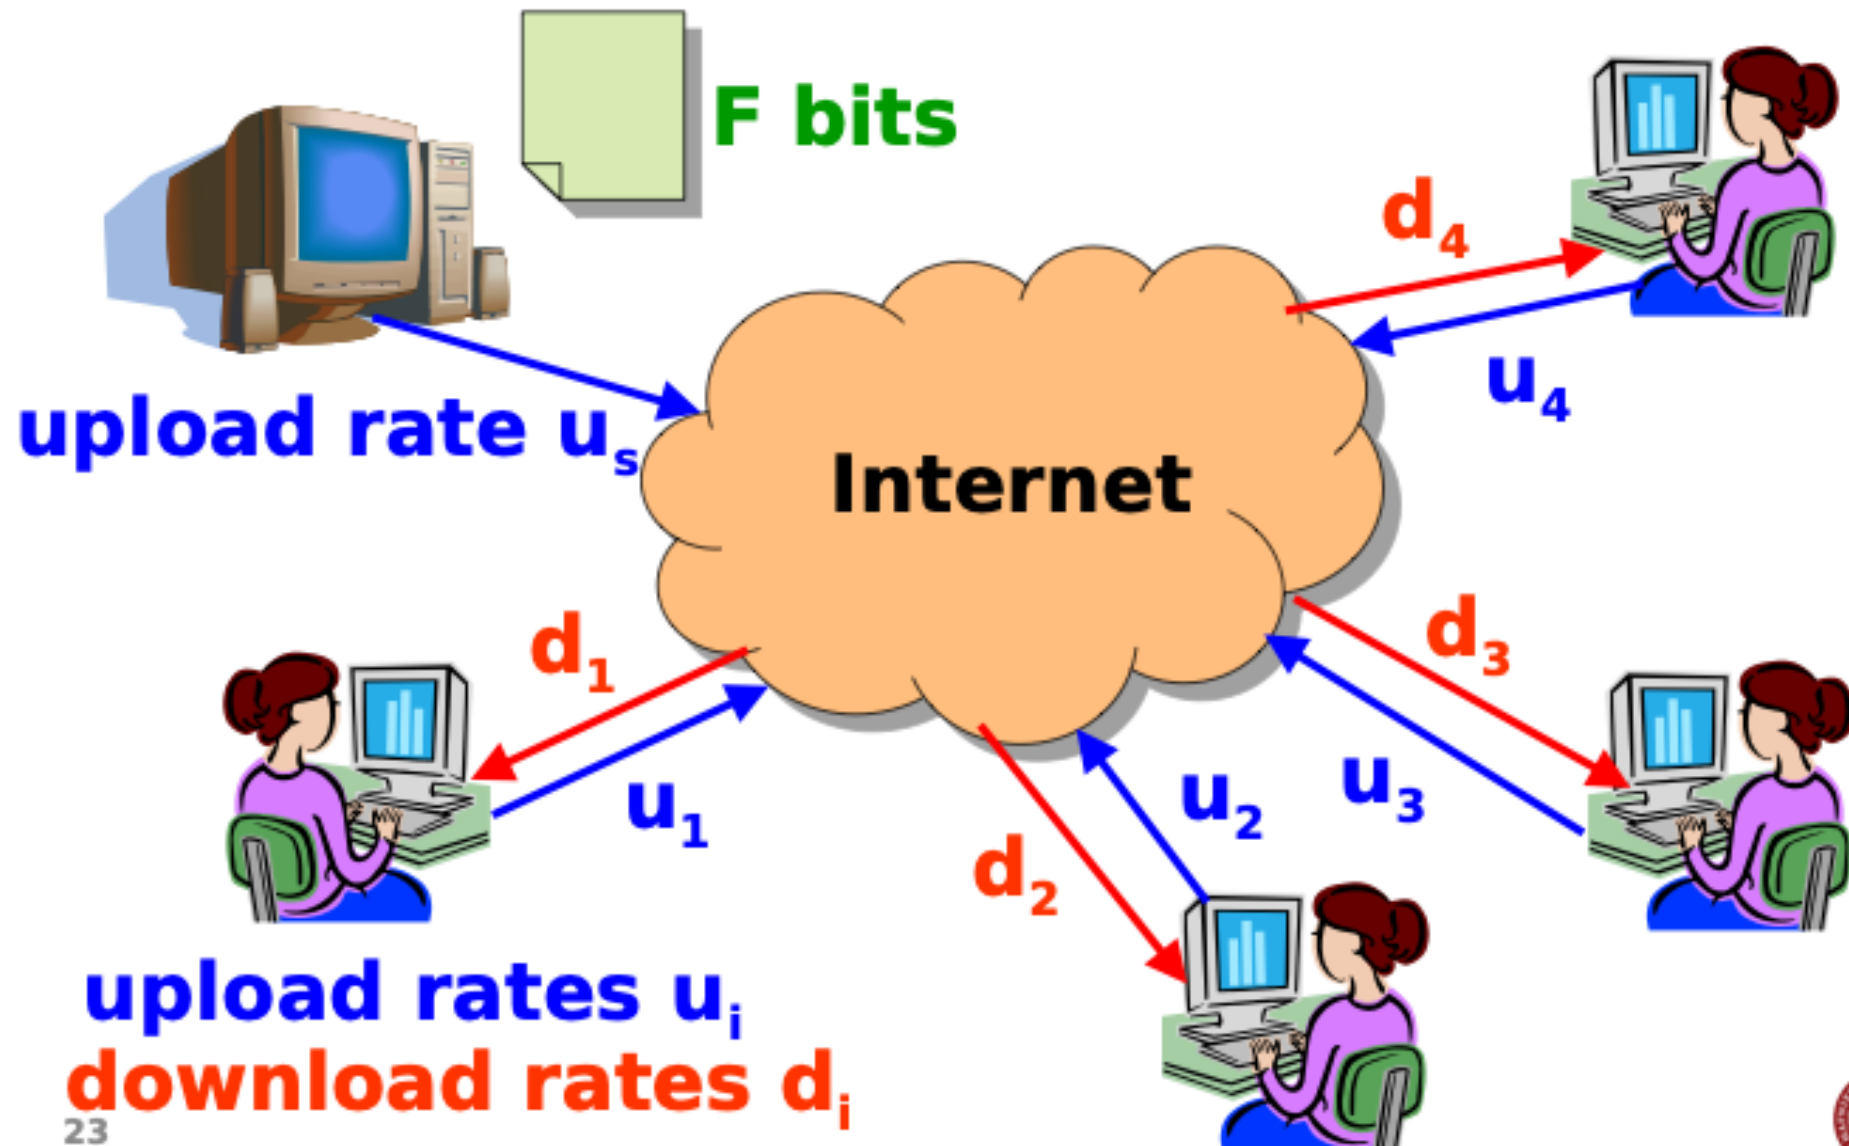 F bits
d4
u4
upload rate us
Internet
d1
d3
u1
u2
u3
d2
upload rates ui
download rates di
23